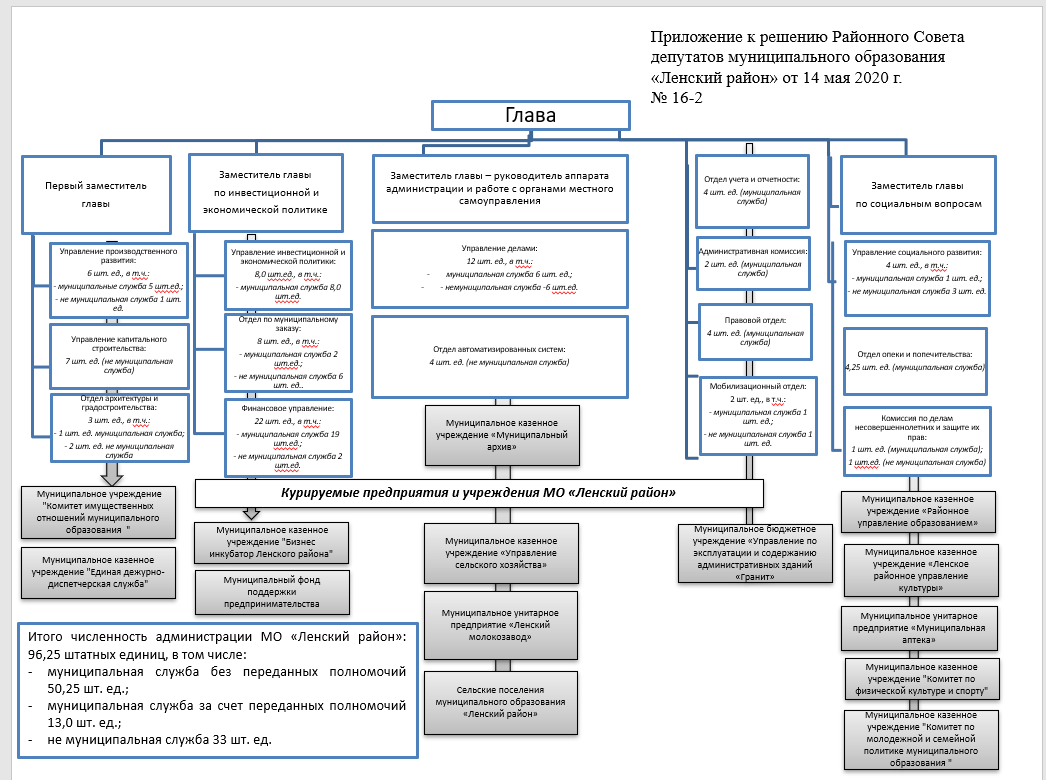 Приложение к решению Районного Совета
депутатов муниципального образования
«Ленский район» от 14 мая 2020 г.
№ 16-2
Глава
Первый заместитель
главы
Управление производственного
развития:
6 шт. ед., в т.ч.:
- муниципальные служба 5 шт.ед.;
- не муниципальная служба 1 шт.
ед.
Управление капитального
строительства:
7 шт. ед. (не муниципальная
служба)
Отдел архитектуры и
градостроительства:
3 шт. ед., в т.ч.:
- 1 шт. ед. муниципальная служба;
- 2 шт. ед. не муниципальная
служба
Муниципальное учреждение
"Комитет имущественных
отношений муниципального
образования "
Муниципальное казенное
учреждение "Единая дежурно-
диспетчерская служба"
Заместитель главы
по инвестиционной и
экономической политике
Управление инвестиционной и
экономической политики:
8,0 шт.ед., в т.ч.:
- муниципальная служба 8,0
шт.ед.
Отдел по муниципальному
заказу:
8 шт. ед., в т.ч.:
- муниципальная служба 2
шт.ед.;
- не муниципальная служба 6
шт. ед..
Финансовое управление:
22 шт. ед., в т.ч.:
- муниципальная служба 19
шт.ед.;
- не муниципальная служба 2
шт.ед.
Курируемые предприятия и учреждения МО «Ленский район»
Муниципальное казенное
учреждение "Бизнес
инкубатор Ленского района"
Муниципальный фонд
поддержки
предпринимательства
Заместитель главы – руководитель аппарата
администрации и работе с органами местного
самоуправления
Управление делами:
12 шт. ед., в т.ч.:
- муниципальная служба 6 шт. ед.;
- - немуниципальная служба -6 шт.ед.
Отдел автоматизированных систем:
4 шт. ед. (не муниципальная служба)
Муниципальное казенное
учреждение «Муниципальный
архив»
Муниципальное казенное
учреждение «Управление
сельского хозяйства»
Муниципальное унитарное
предприятие «Ленский
молокозавод»
Сельские поселения
муниципального образования
«Ленский район»
Отдел учета и отчетности:
4 шт. ед. (муниципальная
служба)
Административная комиссия:
2 шт. ед. (муниципальная
служба)
Правовой отдел:
4 шт. ед. (муниципальная
служба)
Мобилизационный отдел:
2 шт. ед., в т.ч.:
- муниципальная служба 1
шт. ед.;
- не муниципальная служба 1
шт. ед.
Муниципальное бюджетное
учреждение «Управление по
эксплуатации и содержанию
административных зданий
«Гранит»
Заместитель главы
по социальным вопросам
Управление социального развития:
4 шт. ед., в т.ч.:
- муниципальная служба 1 шт. ед.;
- не муниципальная служба 3 шт. ед.
Отдел опеки и попечительства:
4,25 шт. ед. (муниципальная служба)
Комиссия по делам
несовершеннолетних и защите их
прав:
1 шт. ед. (муниципальная служба);
1 шт.ед. (не муниципальная служба)
Муниципальное казенное
учреждение «Районное
управление образованием»
Муниципальное казенное
учреждение «Ленское
районное управление
культуры»
Муниципальное унитарное
предприятие «Муниципальная
аптека»
Муниципальное казенное
учреждение "Комитет по
физической культуре и спорту"
Муниципальное казенное
учреждение "Комитет по
молодежной и семейной
политике муниципального
образования "
Итого численность администрации МО «Ленский район»:
96,25 штатных единиц, в том числе:
- муниципальная служба без переданных полномочий
50,25 шт. ед.;
- муниципальная служба за счет переданных полномочий
13,0 шт. ед.;
- не муниципальная служба 33 шт. ед.